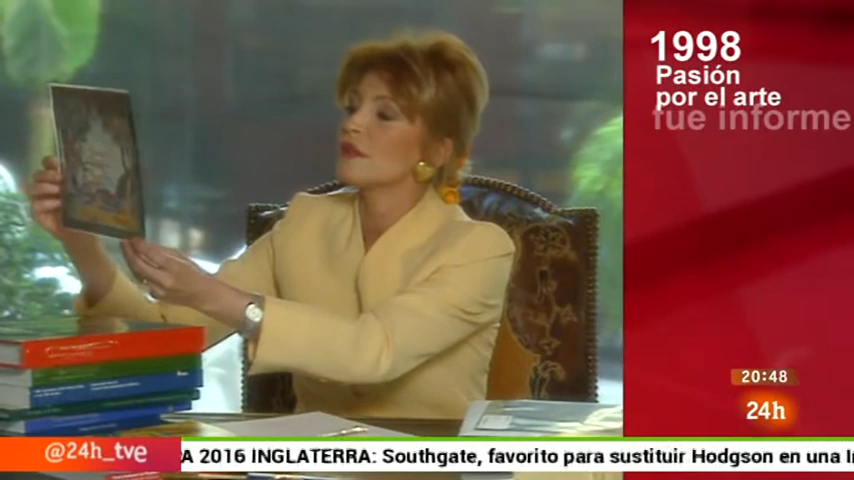 1998
Pasión
por el arte
fue informe
20:48
24h
@24h_tve
A 2016 INGLATERRA: Southgate, favorito para sustituir Hodgson en una I